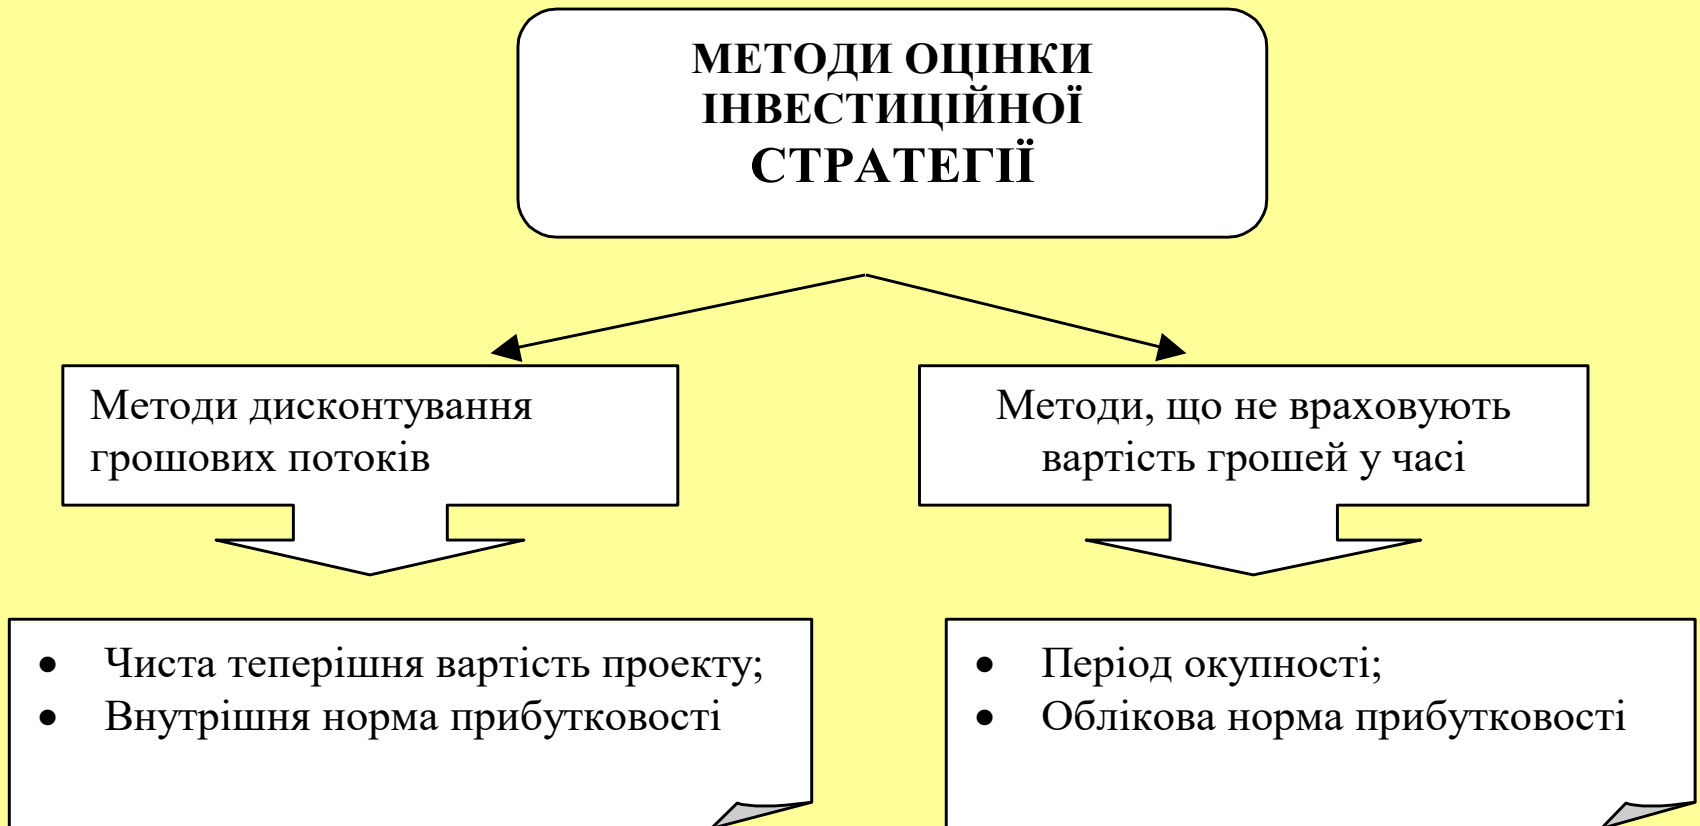 МЕТОДИ ОЦІНКИ
ІНВЕСТИЦІЙНОЇ
СТРАТЕГІЇ
Методи дисконтування
грошових потоків
Методи, що не враховують
вартість грошей у часі
• Чиста теперішня вартість проекту;
• Внутрішня норма прибутковості
• Період окупності;
• Облікова норма прибутковості